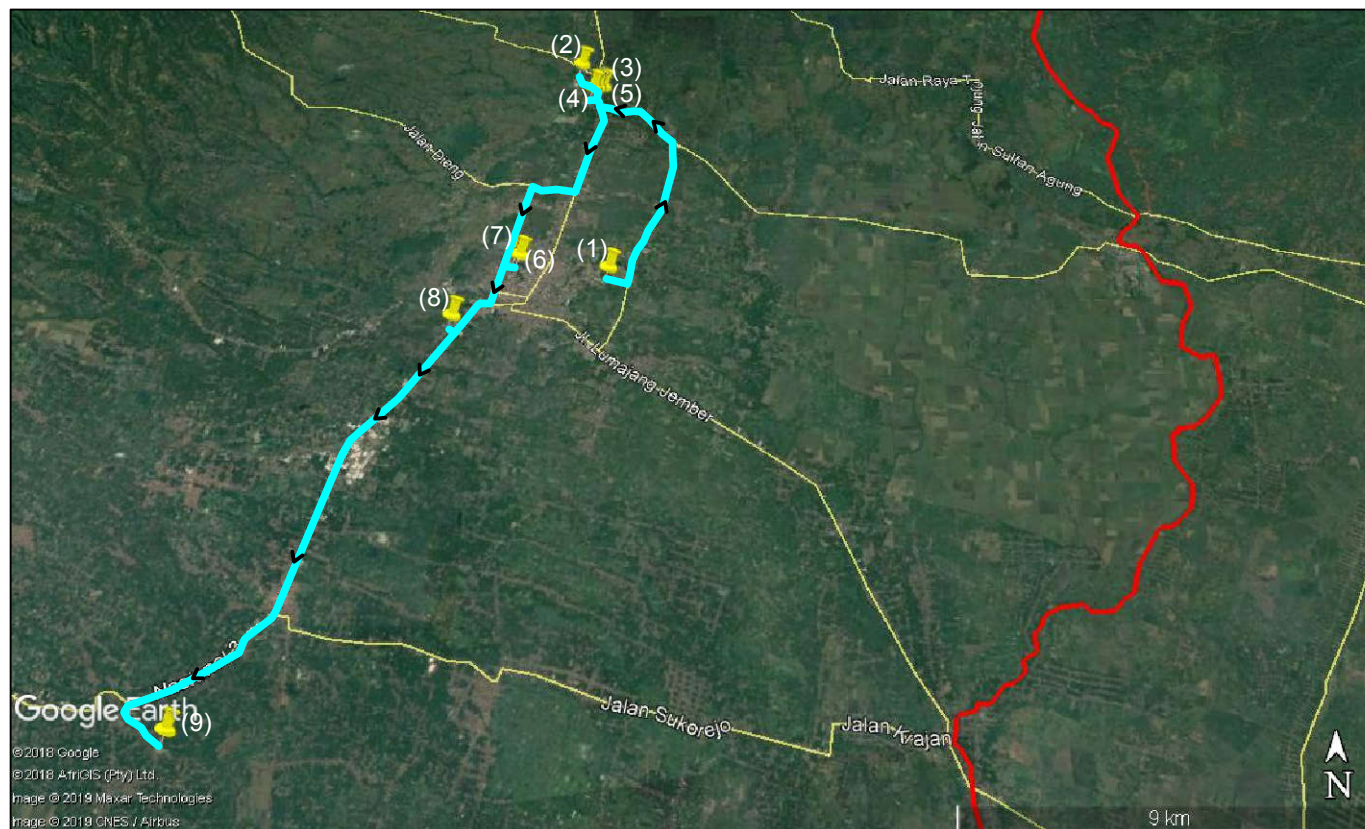 (2)
(3)
(4)
(5)
Jalan Dieng
(7)
(6)
(1)
(8)
Jl. Lumajang Jember
Jalan Sultan Agung
Jalan Sukorejo
Jalan Krajan
(9)
Google Earth
©2018 Google
©2018 AfriGIS (Pty) Ltd.
Image © 2019 Maxar Technologies
Image © 2019 CNES / Airbus
N
9 km